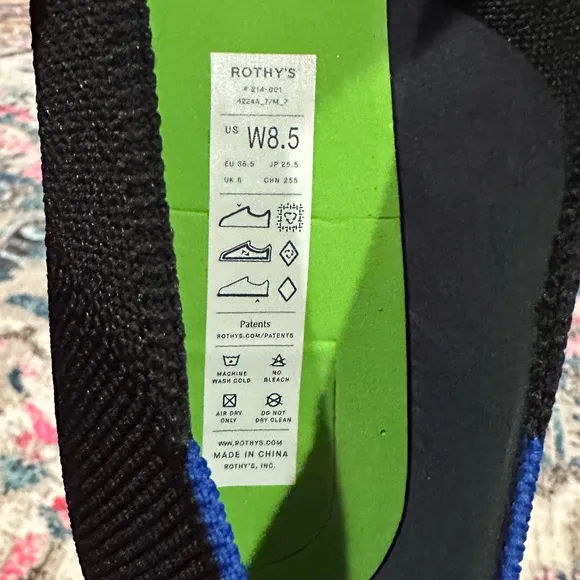 ROTHY'S
# 214-001
4224A_7/M_7
US W8.5
EU 38.5 JP 25.5
UK 6 CHN 255
Patents
ROTHYS.COM/PATENTS
MACHINE WASH COLD
NO BLEACH
AIR DRY ONLY
DO NOT DRY CLEAN
WWW.ROTHYS.COM
MADE IN CHINA
ROTHY'S, INC.